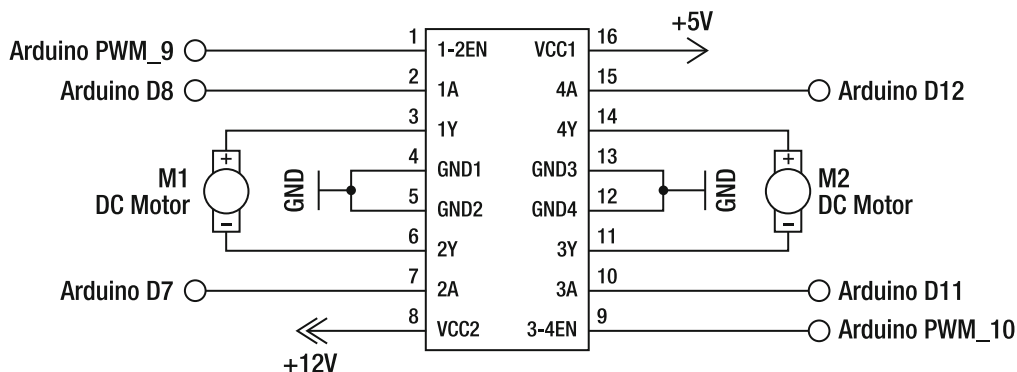 +5V
Arduino PWM_9 1 1-2EN VCC1 16
Arduino D8 2 1A 4A 15 Arduino D12
3 1Y 4Y 14
+ +
M1 4 GND1 GND3 13 M2
DC Motor GND GND DC Motor
5 GND2 GND4 12
- -
6 2Y 3Y 11
Arduino D7 7 2A 3A 10 Arduino D11
8 VCC2 3-4EN 9 Arduino PWM_10
+12V